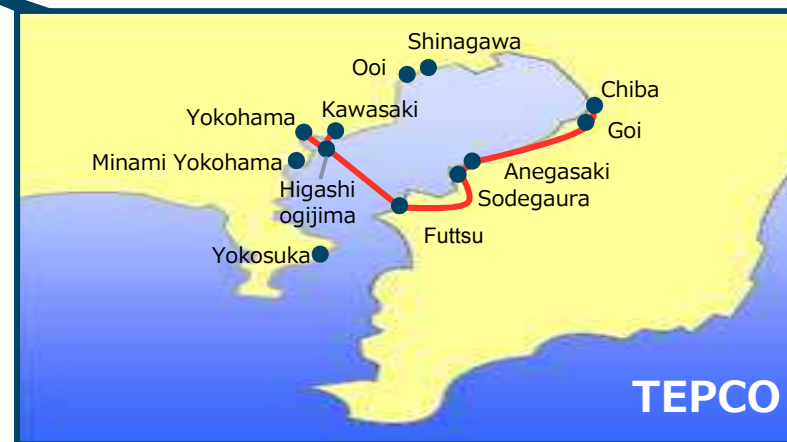 Shinagawa
Ooi
Chiba
Yokohama
Kawasaki
Goi
Minami Yokohama
Anegasaki
Higashi
ogijima
Sodegaura
Futtsu
Yokosuka
TEPCO